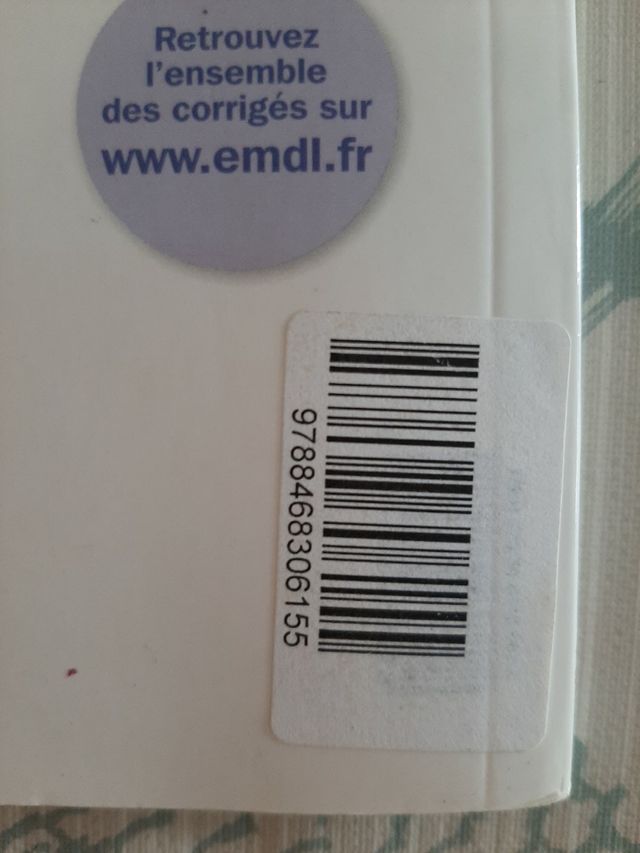 Retrouvez
l'ensemble
des corrigés sur
www.emdl.fr
9788468306155